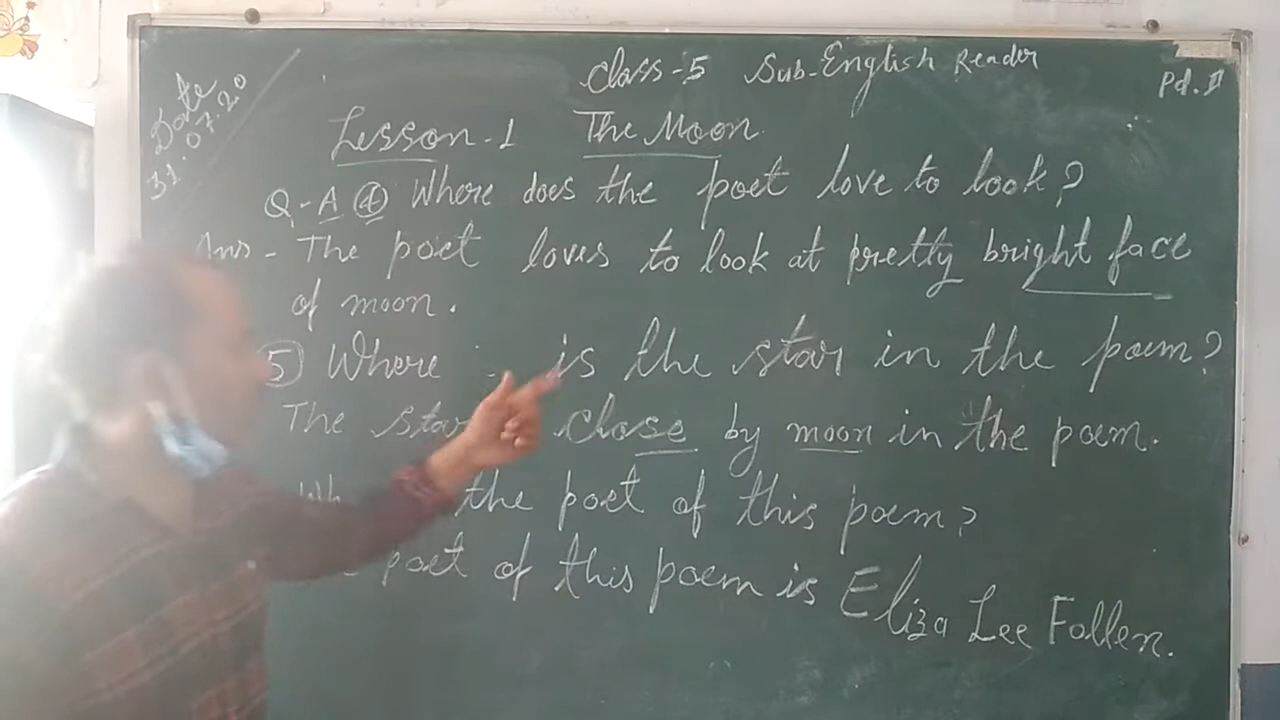 Class-5 Sub-English Reader
Pd. II
Date
31.07.20
Lesson-1 The Moon
Q-A ④ Where does the poet love to look?
Ans - The poet loves to look at pretty bright face
of moon.
⑤ Where is the star in the poem?
The star close by moon in the poem.
the poet of this poem?
poet of this poem is Eliza Lee Follen.